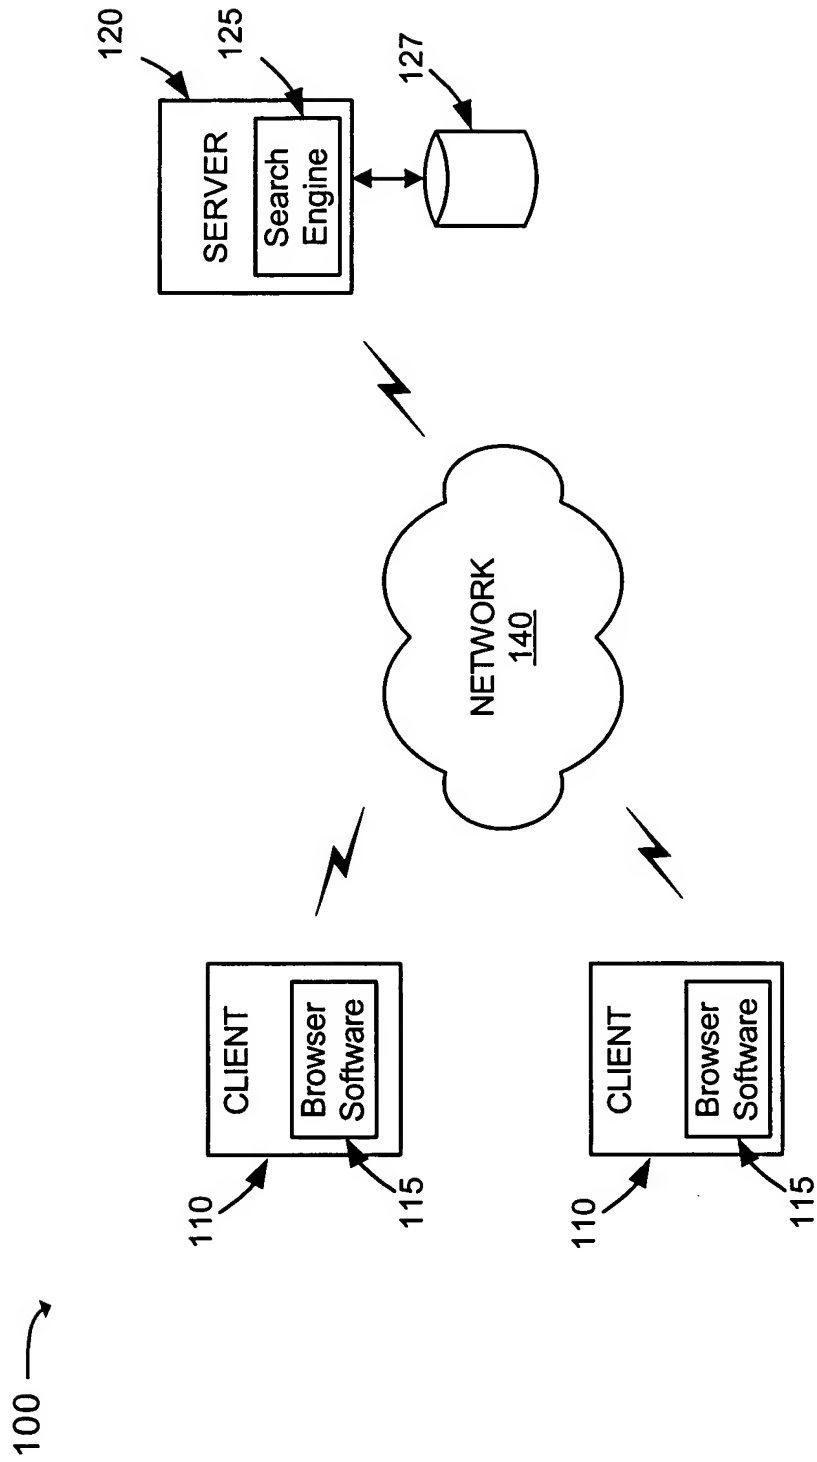 100
110
CLIENT
Browser
Software
115
110
CLIENT
Browser
Software
115
NETWORK
140
120
SERVER
125
Search
Engine
127